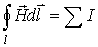 ∮ₗ H⃗dl⃗ = ∑ I